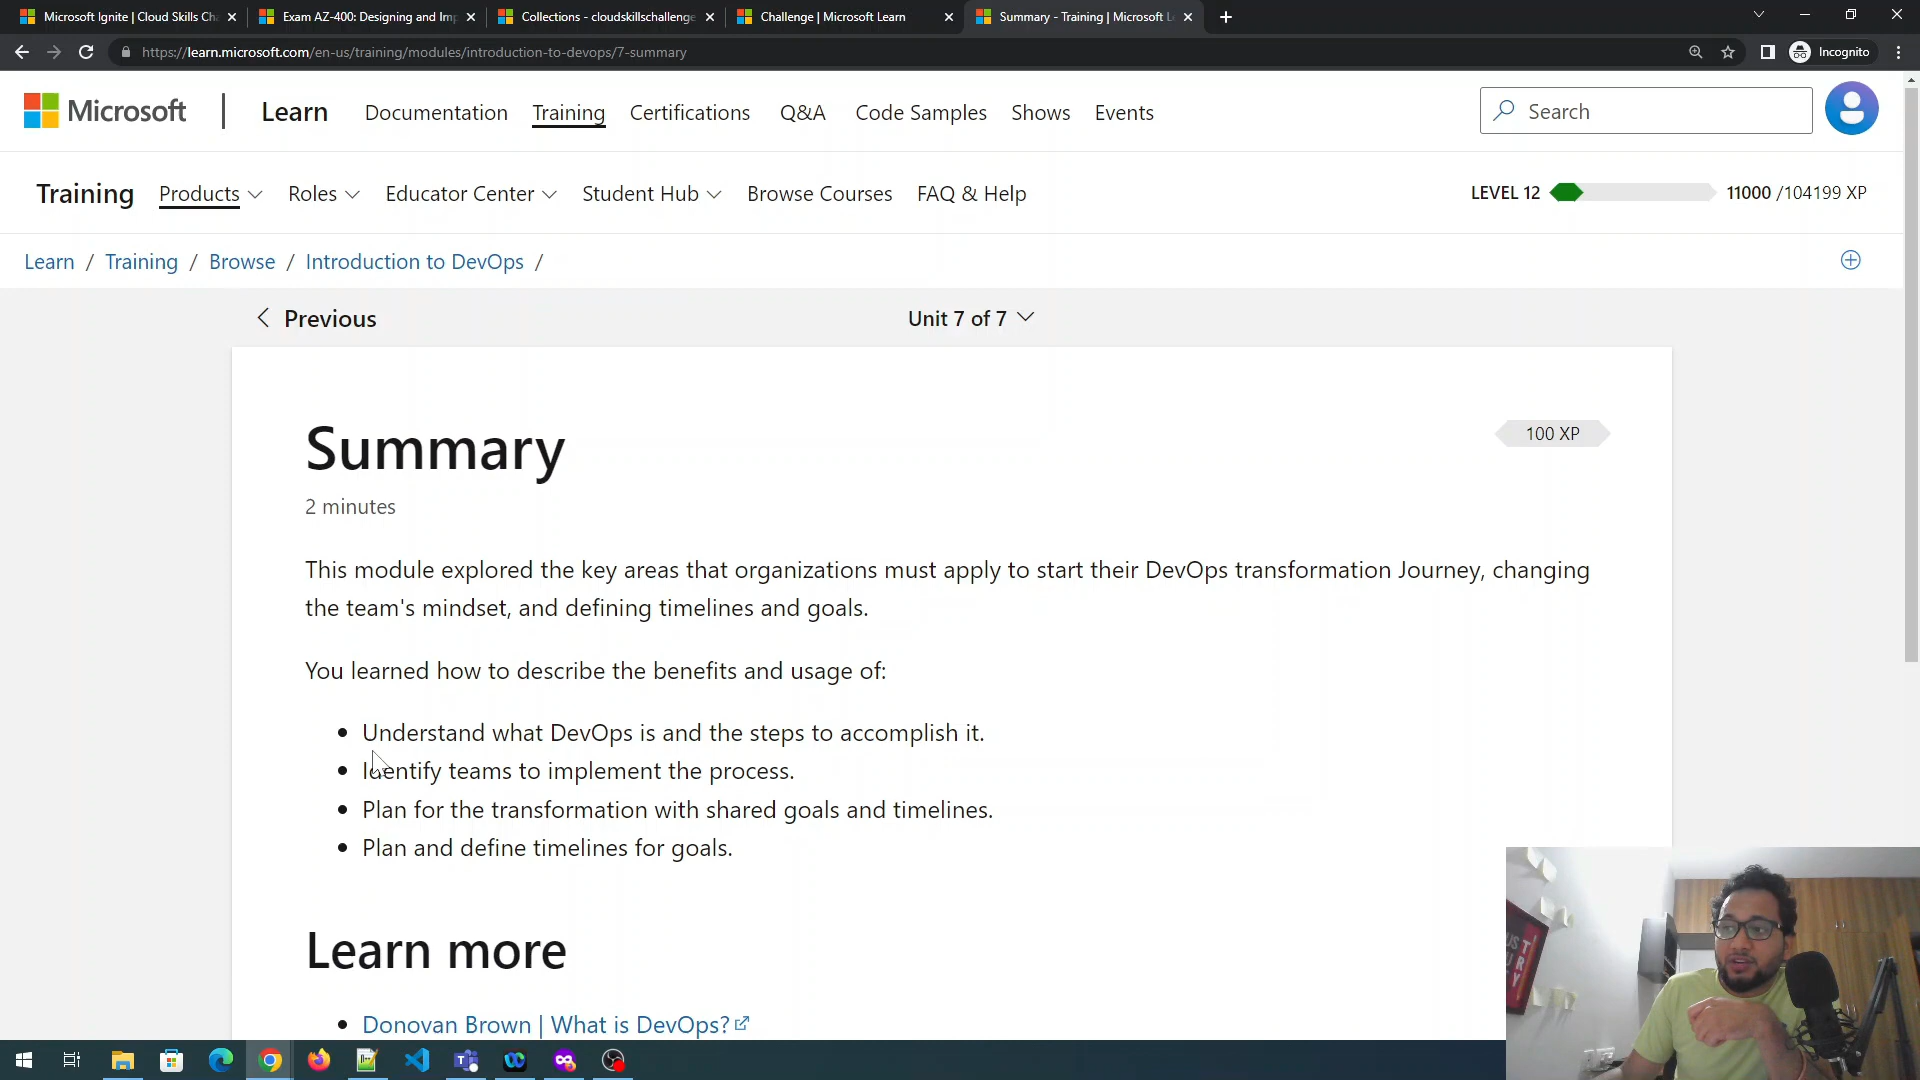 Microsoft Ignite | Cloud Skills Ch
Exam AZ-400: Designing and Imp
Collections - cloudskillschallenge
Challenge | Microsoft Learn
Summary - Training | Microsoft L
https://learn.microsoft.com/en-us/training/modules/introduction-to-devops/7-summary
Incognito
Microsoft
Learn
Documentation
Training
Certifications
Q&A
Code Samples
Shows
Events
Search
Training
Products
Roles
Educator Center
Student Hub
Browse Courses
FAQ & Help
LEVEL 12
11000 /104199 XP
Learn / Training / Browse / Introduction to DevOps /
Previous
Unit 7 of 7
Summary
100 XP
2 minutes
This module explored the key areas that organizations must apply to start their DevOps transformation Journey, changing
the team's mindset, and defining timelines and goals.
You learned how to describe the benefits and usage of:
• Understand what DevOps is and the steps to accomplish it.
• Identify teams to implement the process.
• Plan for the transformation with shared goals and timelines.
• Plan and define timelines for goals.
Learn more
• Donovan Brown | What is DevOps?